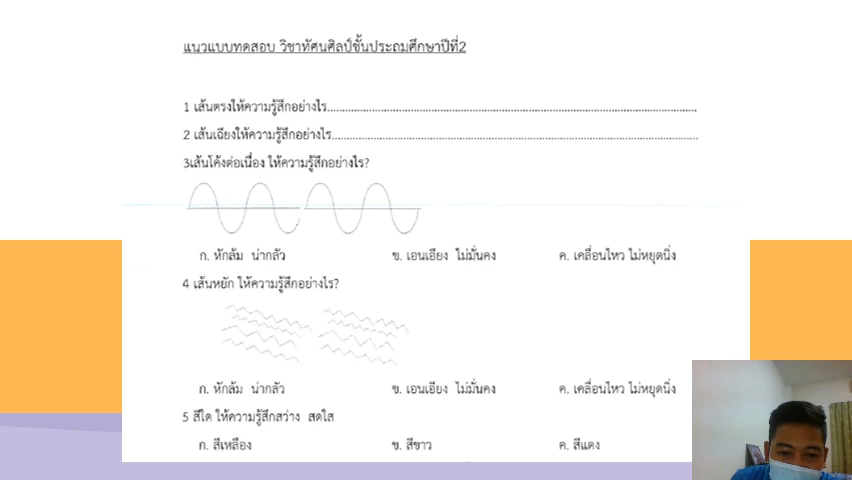 แนวแบบทดสอบ วิชาทัศนศิลป์ชั้นประถมศึกษาปีที่2
1 เส้นตรงให้ความรู้สึกอย่างไร......................................................................................................................
2 เส้นเฉียงให้ความรู้สึกอย่างไร.....................................................................................................................
3เส้นโค้งต่อเนื่อง ให้ความรู้สึกอย่างไร?
ก. หักล้ม น่ากลัว ข. เอนเอียง ไม่มั่นคง ค. เคลื่อนไหว ไม่หยุดนิ่ง
4 เส้นหยัก ให้ความรู้สึกอย่างไร?
ก. หักล้ม น่ากลัว ข. เอนเอียง ไม่มั่นคง ค. เคลื่อนไหว ไม่หยุดนิ่ง
5 สีใด ให้ความรู้สึกสว่าง สดใส
ก. สีเหลือง ข. สีขาว ค. สีแดง